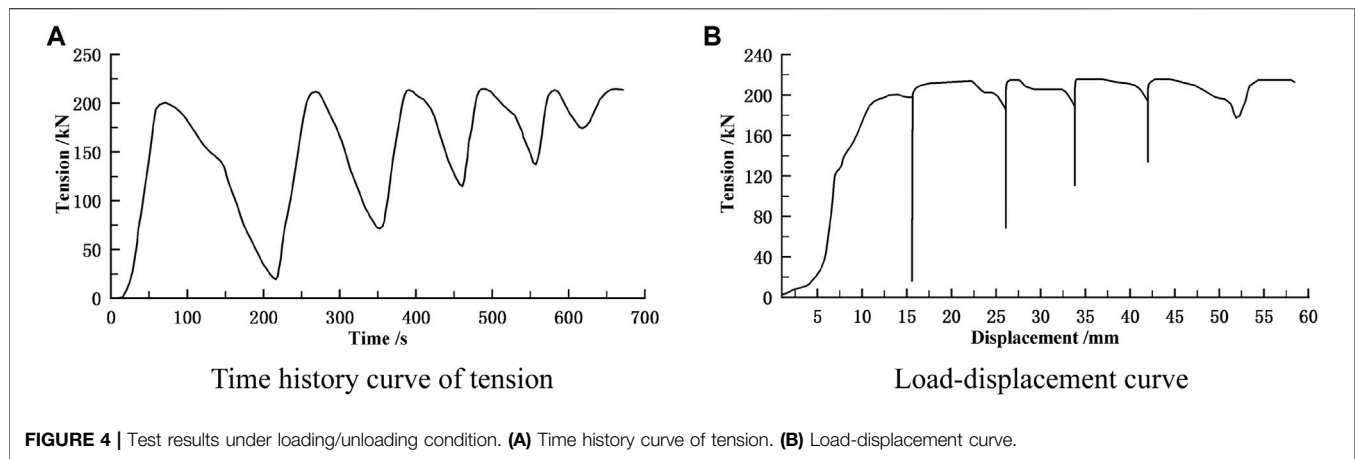 A
B
250
200
150
100
50
0
Tension /kN
0 100 200 300 400 500 600 700
Time /s
Time history curve of tension
240
200
160
120
80
40
0
Tension /kN
5 10 15 20 25 30 35 40 45 50 55 60
Displacement /mm
Load-displacement curve
FIGURE 4 | Test results under loading/unloading condition. (A) Time history curve of tension. (B) Load-displacement curve.